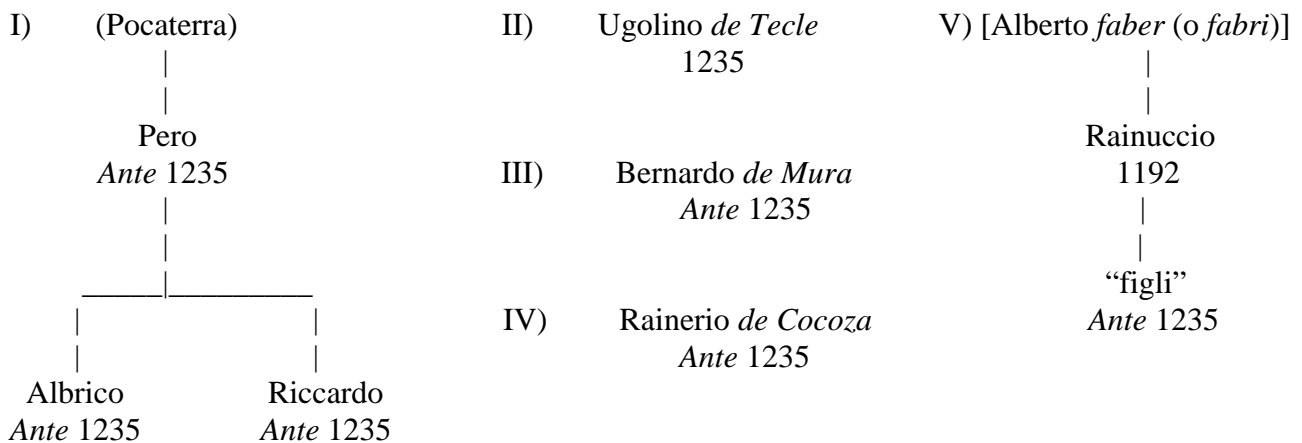 I) (Pocaterra)
Pero
Ante 1235
Albrico
Ante 1235
Riccardo
Ante 1235
II) Ugolino de Tecle
1235
III) Bernardo de Mura
Ante 1235
IV) Rainerio de Cocoza
Ante 1235
V) [Alberto faber (o fabri)]
Rainuccio
1192
“figli”
Ante 1235